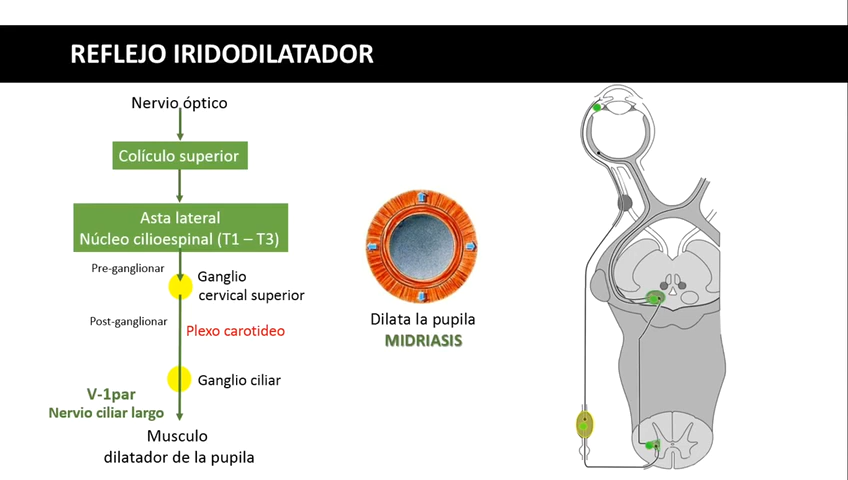 REFLEJO IRIDODILATADOR
Nervio óptico
Colículo superior
Asta lateral
Núcleo cilioespinal (T1 – T3)
Pre-ganglionar
Ganglio
cervical superior
Post-ganglionar
Plexo carotideo
Ganglio ciliar
V-1par
Nervio ciliar largo
Musculo
dilatador de la pupila
Dilata la pupila
MIDRIASIS